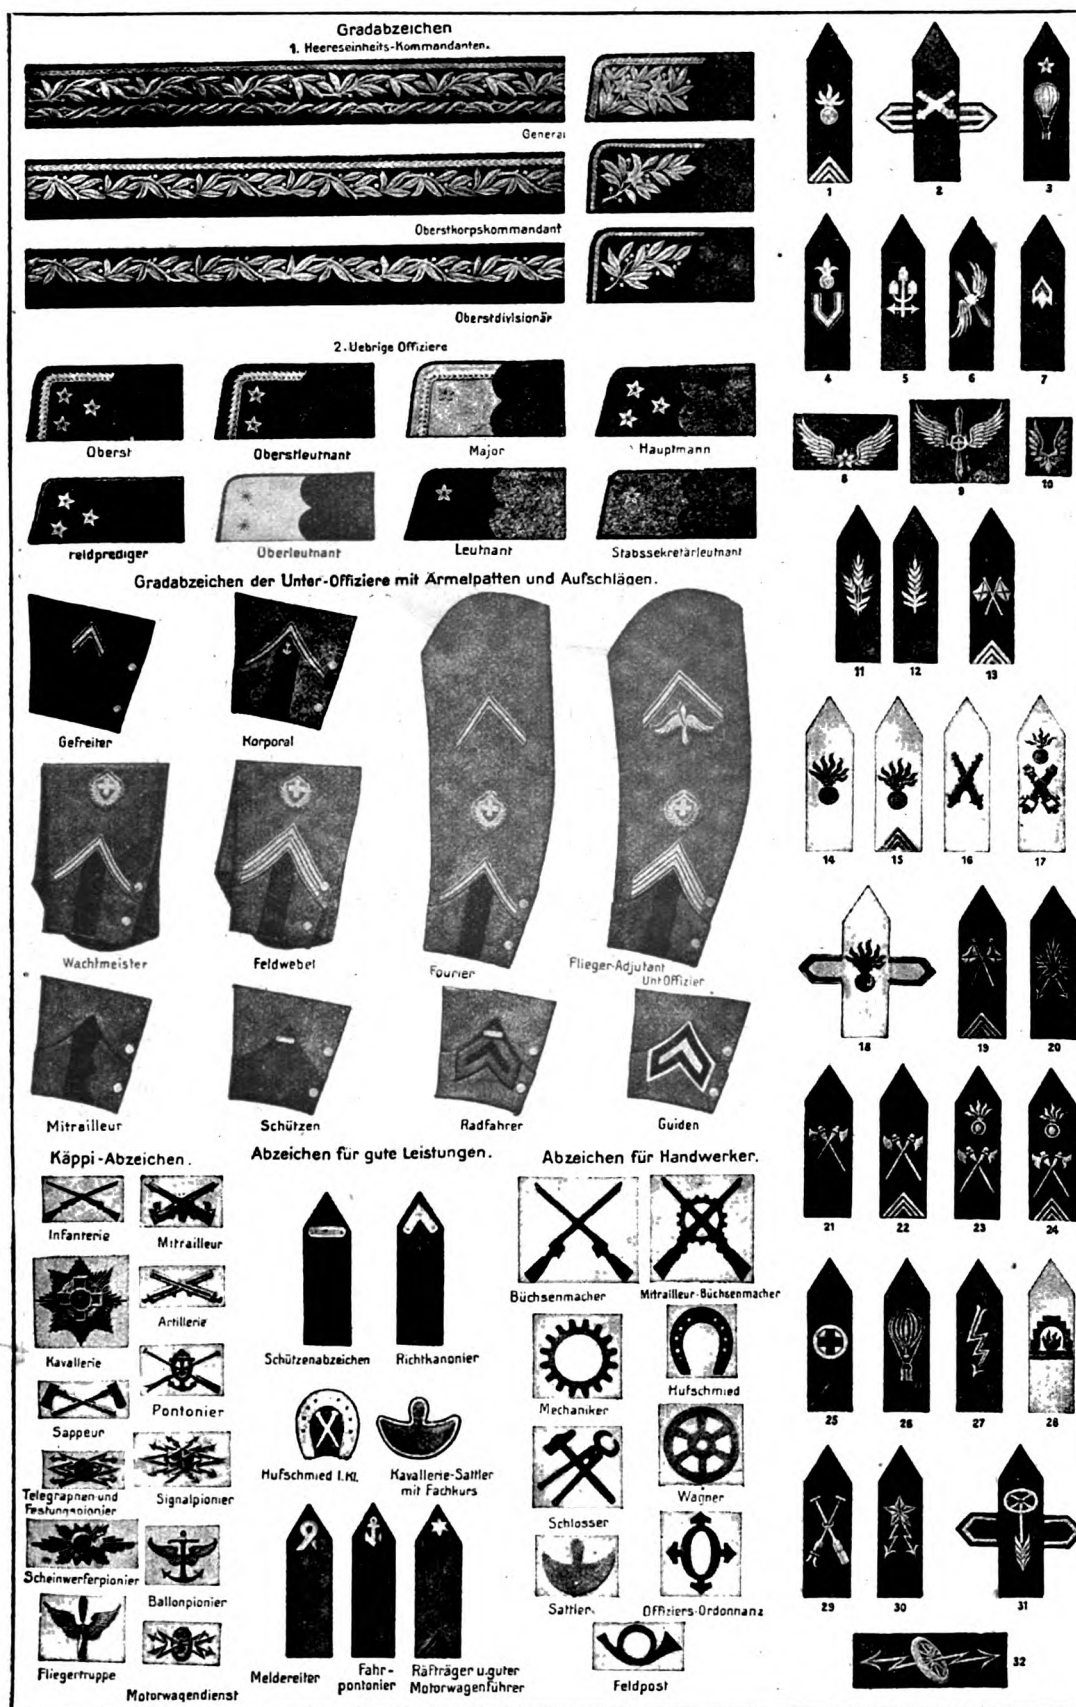 Gradabzeichen
1. Heereseinheits-Kommandanten.
General
Oberstkorpskommandant
Oberstdivisionär
2. Uebrige Offiziere
Oberst
Oberstleutnant
Major
Hauptmann
Feldprediger
Oberleutnant
Leutnant
Stabssekretärleutnant
Gradabzeichen der Unter-Offiziere mit Ärmelpatten und Aufschlägen.
Gefreiter
Korporal
Wachtmeister
Feldwebel
Fourier
Flieger-Adjutant
Unt Offizier
Mitrailleur
Schützen
Radfahrer
Guiden
Käppi-Abzeichen.
Infanterie
Mitrailleur
Kavallerie
Artillerie
Sappeur
Pontonier
Telegraphen und
Festungspionier
Signalpionier
Scheinwerferpionier
Ballonpionier
Fliegertruppe
Motorwagendienst
Abzeichen für gute Leistungen.
Schützenabzeichen
Richtkanonier
Hufschmied I. Kl.
Kavallerie-Sattler
mit Fachkurs
Meldereiter
Fahr-
pontonier
Räfträger u. guter
Motorwagenführer
Abzeichen für Handwerker.
Büchsenmacher
Mitrailleur-Büchsenmacher
Mechaniker
Hufschmied
Schlosser
Wagner
Sattler
Offiziers-Ordonnanz
Feldpost
1 2 3
4 5 6 7
8 9 10
11 12 13
14 15 16 17
18 19 20
21 22 23 24
25 26 27 28
29 30 31
32